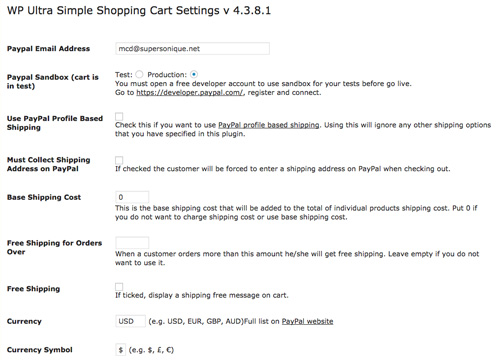 WP Ultra Simple Shopping Cart Settings v 4.3.8.1
Paypal Email Address mcd@supersonique.net
Paypal Sandbox (cart is in test) Test: Production:
You must open a free developer account to use sandbox for your tests before go live.
Go to https://developer.paypal.com/, register and connect.
Use PayPal Profile Based Shipping
Check this if you want to use PayPal profile based shipping. Using this will ignore any other shipping options
that you have specified in this plugin.
Must Collect Shipping Address on PayPal
If checked the customer will be forced to enter a shipping address on PayPal when checking out.
Base Shipping Cost 0
This is the base shipping cost that will be added to the total of individual products shipping cost. Put 0 if
you do not want to charge shipping cost or use base shipping cost.
Free Shipping for Orders Over
When a customer orders more than this amount he/she will get free shipping. Leave empty if you do not
want to use it.
Free Shipping
If ticked, display a shipping free message on cart.
Currency USD (e.g. USD, EUR, GBP, AUD)Full list on PayPal website
Currency Symbol $ (e.g. $, £, €)